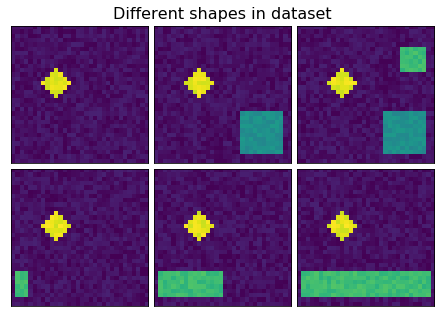 Different shapes in dataset